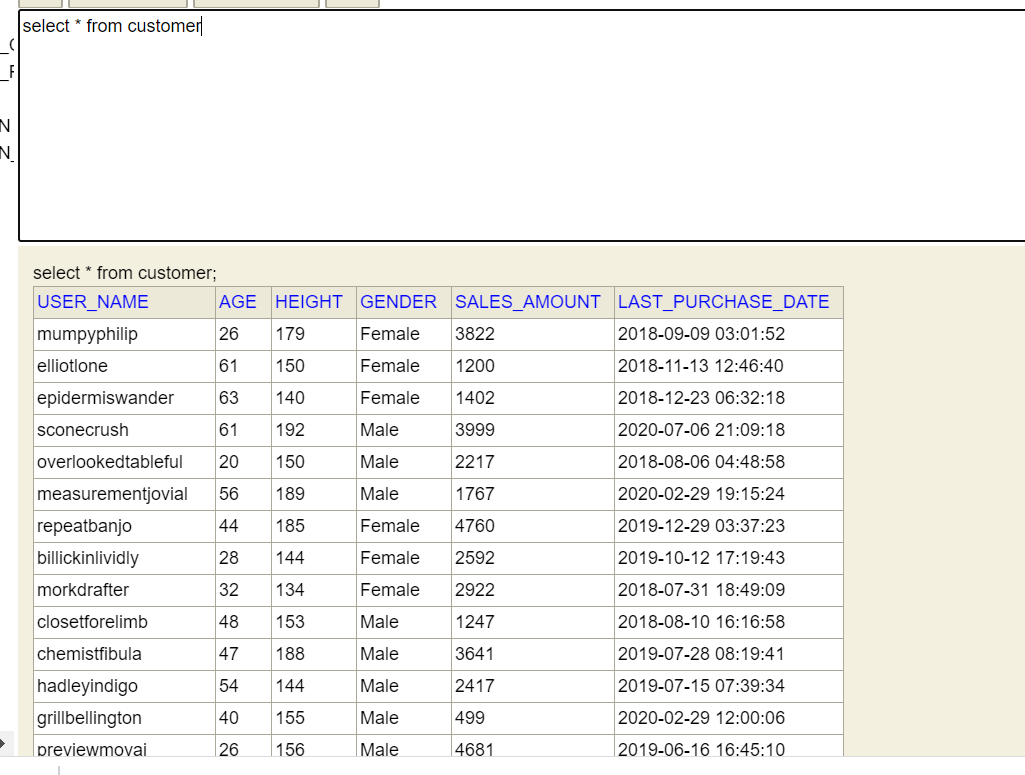 select * from customer
N
N_
select * from customer;
USER_NAME AGE HEIGHT GENDER SALES_AMOUNT LAST_PURCHASE_DATE
mumpyphilip 26 179 Female 3822 2018-09-09 03:01:52
elliotlone 61 150 Female 1200 2018-11-13 12:46:40
epidermiswander 63 140 Female 1402 2018-12-23 06:32:18
sconecrush 61 192 Male 3999 2020-07-06 21:09:18
overlookedtableful 20 150 Male 2217 2018-08-06 04:48:58
measurementjovial 56 189 Male 1767 2020-02-29 19:15:24
repeatbanjo 44 185 Female 4760 2019-12-29 03:37:23
billickinlividly 28 144 Female 2592 2019-10-12 17:19:43
morkdrafter 32 134 Female 2922 2018-07-31 18:49:09
closetforelimb 48 153 Male 1247 2018-08-10 16:16:58
chemistfibula 47 188 Male 3641 2019-07-28 08:19:41
hadleyindigo 54 144 Male 2417 2019-07-15 07:39:34
grillbellington 40 155 Male 499 2020-02-29 12:00:06
previewmovai 26 156 Male 4681 2019-06-16 16:45:10